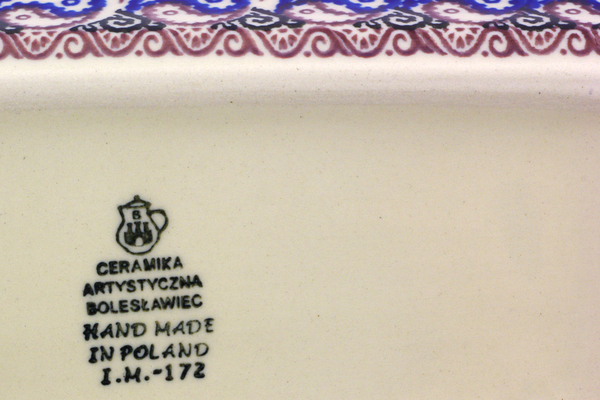 B
CERAMIKA
ARTYSTYCZNA
BOLESŁAWIEC
HAND MADE
IN POLAND
I.M.-172